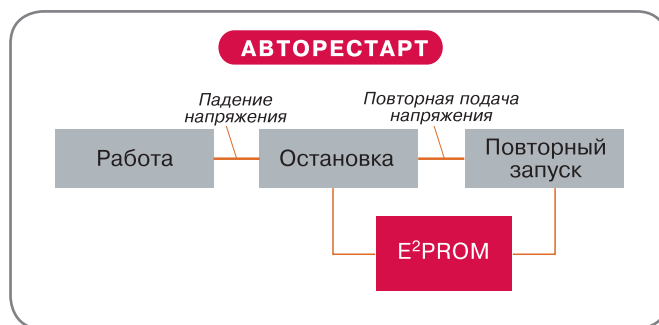 АВТОРЕСТАРТ
Падение
напряжения
Повторная подача
напряжения
Работа
Остановка
Повторный
запуск
E²PROM